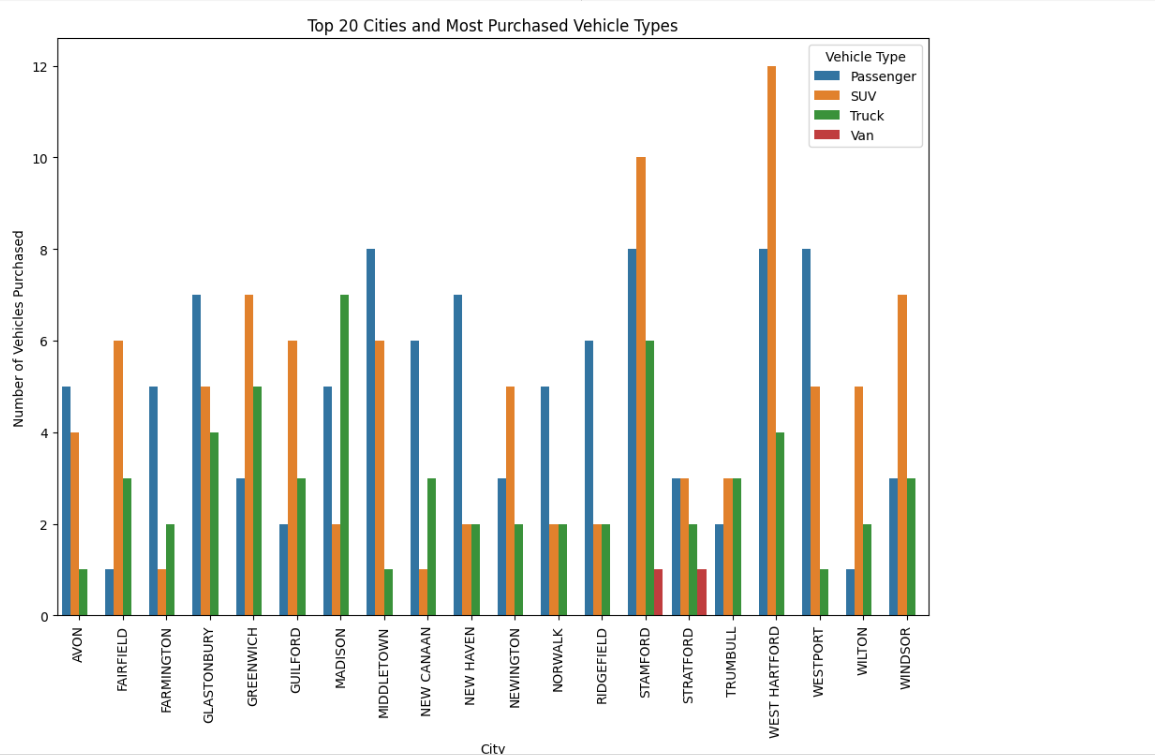 Top 20 Cities and Most Purchased Vehicle Types
Vehicle Type
Passenger
SUV
Truck
Van
Number of Vehicles Purchased
12
10
8
6
4
2
0
AVON
FAIRFIELD
FARMINGTON
GLASTONBURY
GREENWICH
GUILFORD
MADISON
MIDDLETOWN
NEW CANAAN
NEW HAVEN
NEWINGTON
NORWALK
RIDGEFIELD
STAMFORD
STRATFORD
TRUMBULL
WEST HARTFORD
WESTPORT
WILTON
WINDSOR
City